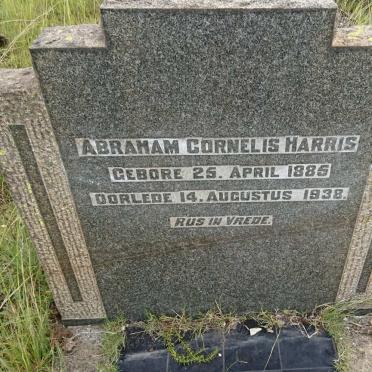 ABRAHAM CORNELIS HARRIS
GEBORE 25. APRIL 1885
OORLEDE 14. AUGUSTUS 1938.
RUS IN VREDE.